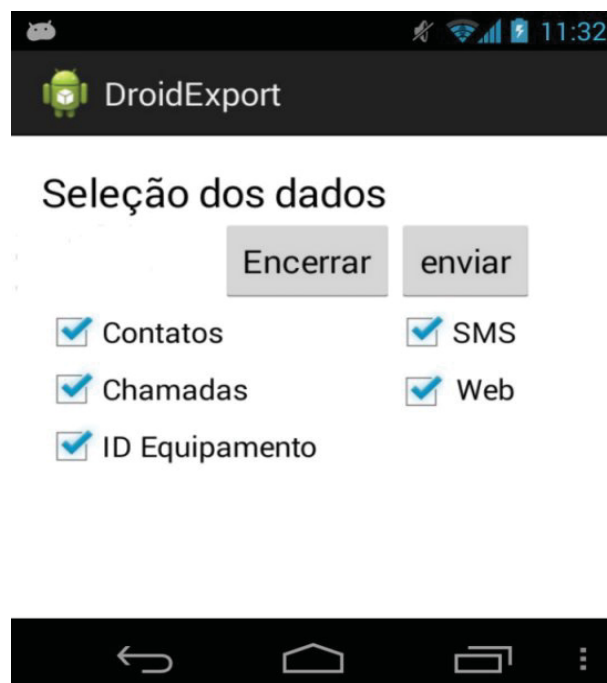 11:32
DroidExport
Seleção dos dados
Encerrar enviar
Contatos SMS
Chamadas Web
ID Equipamento